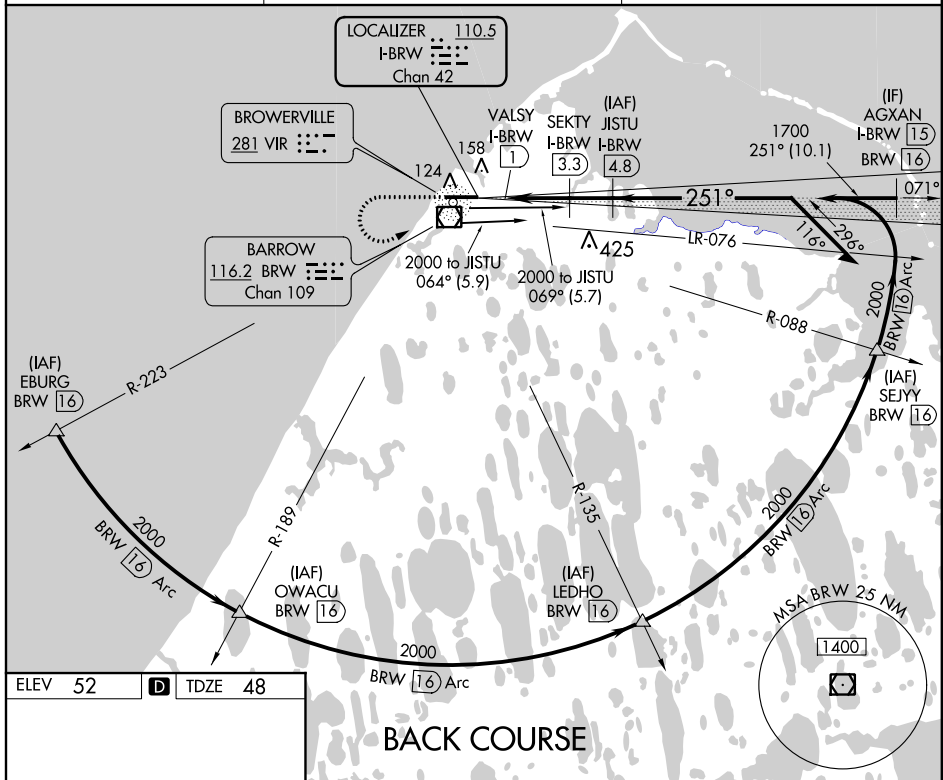 LOCALIZER 110.5
I-BRW
Chan 42
BROWERVILLE
281 VIR
124
158
VALSY
I-BRW
1
SEKTY
I-BRW
3.3
(IAF)
JISTU
I-BRW
4.8
1700
251° (10.1)
(IF)
AGXAN
I-BRW 15
BRW 16
071°
251°
296°
116°
BARROW
116.2 BRW
Chan 109
2000 to JISTU
064° (5.9)
2000 to JISTU
069° (5.7)
425
LR-076
R-088
2000
BRW 16 Arc
(IAF)
SEJYY
BRW 16
(IAF)
EBURG
BRW 16
R-223
R-189
R-135
2000
BRW 16 Arc
(IAF)
OWACU
BRW 16
(IAF)
LEDHO
BRW 16
2000
BRW 16 Arc
2000
BRW 16 Arc
MSA BRW 25 NM
1400
ELEV 52 D TDZE 48
BACK COURSE